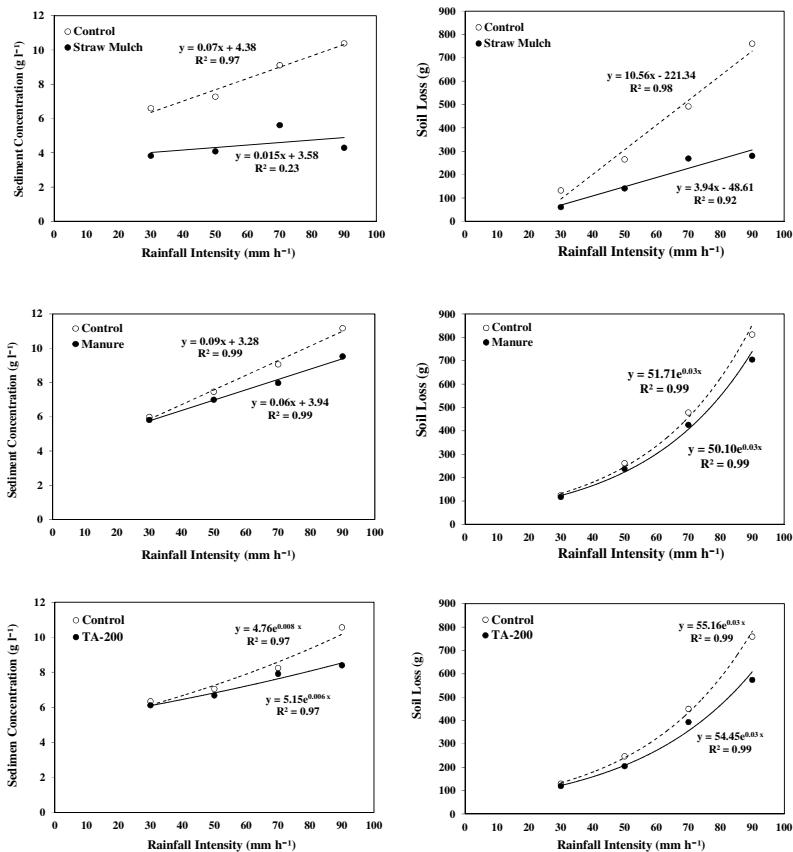 Sediment Concentration (g l⁻¹)
12
10
8
6
4
2
0
Control
Straw Mulch
y = 0.07x + 4.38
R² = 0.97
y = 0.015x + 3.58
R² = 0.23
0 10 20 30 40 50 60 70 80 90 100
Rainfall Intensity (mm h⁻¹)
Soil Loss (g)
900
800
700
600
500
400
300
200
100
0
Control
Straw Mulch
y = 10.56x - 221.34
R² = 0.98
y = 3.94x - 48.61
R² = 0.92
0 10 20 30 40 50 60 70 80 90 100
Rainfall Intensity (mm h⁻¹)
Sediment Concentration (g l⁻¹)
12
10
8
6
4
2
0
Control
Manure
y = 0.09x + 3.28
R² = 0.99
y = 0.06x + 3.94
R² = 0.99
0 10 20 30 40 50 60 70 80 90 100
Rainfall Intensity (mm h⁻¹)
Soil Loss (g)
900
800
700
600
500
400
300
200
100
0
Control
Manure
y = 51.71e⁰·⁰³ˣ
R² = 0.99
y = 50.10e⁰·⁰³ˣ
R² = 0.99
0 10 20 30 40 50 60 70 80 90 100
Rainfall Intensity (mm h⁻¹)
Sedimen Concentration (g l⁻¹)
12
10
8
6
4
2
0
Control
TA-200
y = 4.76e⁰·⁰⁰⁸ ˣ
R² = 0.97
y = 5.15e⁰·⁰⁰⁶ ˣ
R² = 0.97
0 10 20 30 40 50 60 70 80 90 100
Rainfall Intensity (mm h⁻¹)
Soil Loss (g)
900
800
700
600
500
400
300
200
100
0
Control
TA-200
y = 55.16e⁰·⁰³ ˣ
R² = 0.99
y = 54.45e⁰·⁰³ ˣ
R² = 0.99
0 10 20 30 40 50 60 70 80 90 100
Rainfall Intensity (mm h⁻¹)